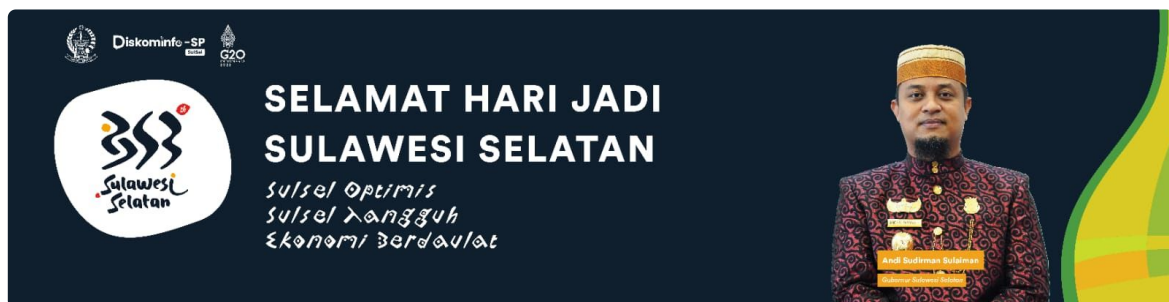 Diskominfo-SP
SulSel
G20
353 th
Sulawesi
Selatan
SELAMAT HARI JADI
SULAWESI SELATAN
Sulsel Optimis
Sulsel Tangguh
Ekonomi Berdaulat
Andi Sudirman Sulaiman
Gubernur Sulawesi Selatan